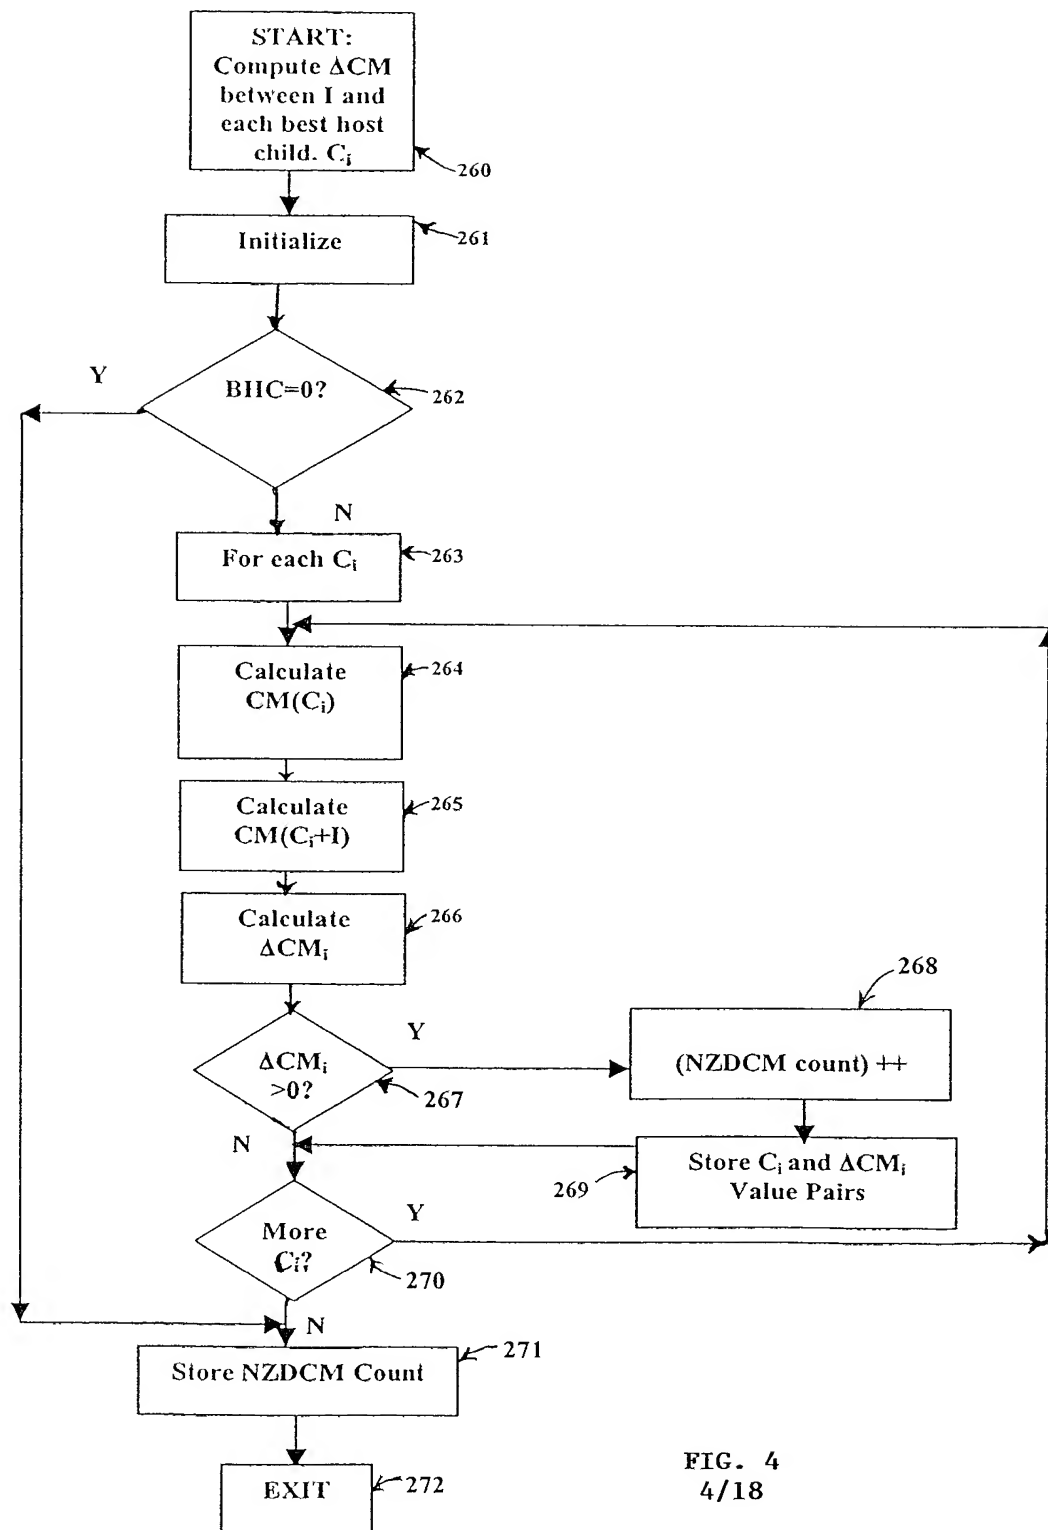 START:
Compute ΔCM
between I and
each best host
child. Cᵢ
260
Initialize
261
Y
BHC=0?
262
N
For each Cᵢ
263
Calculate
CM(Cᵢ)
264
Calculate
CM(Cᵢ+I)
265
Calculate
ΔCMᵢ
266
268
Y
(NZDCM count) ++
ΔCMᵢ
>0?
267
N
Store Cᵢ and ΔCMᵢ
Value Pairs
269
Y
More
Cᵢ?
270
N
Store NZDCM Count
271
EXIT
272
FIG. 4
4/18